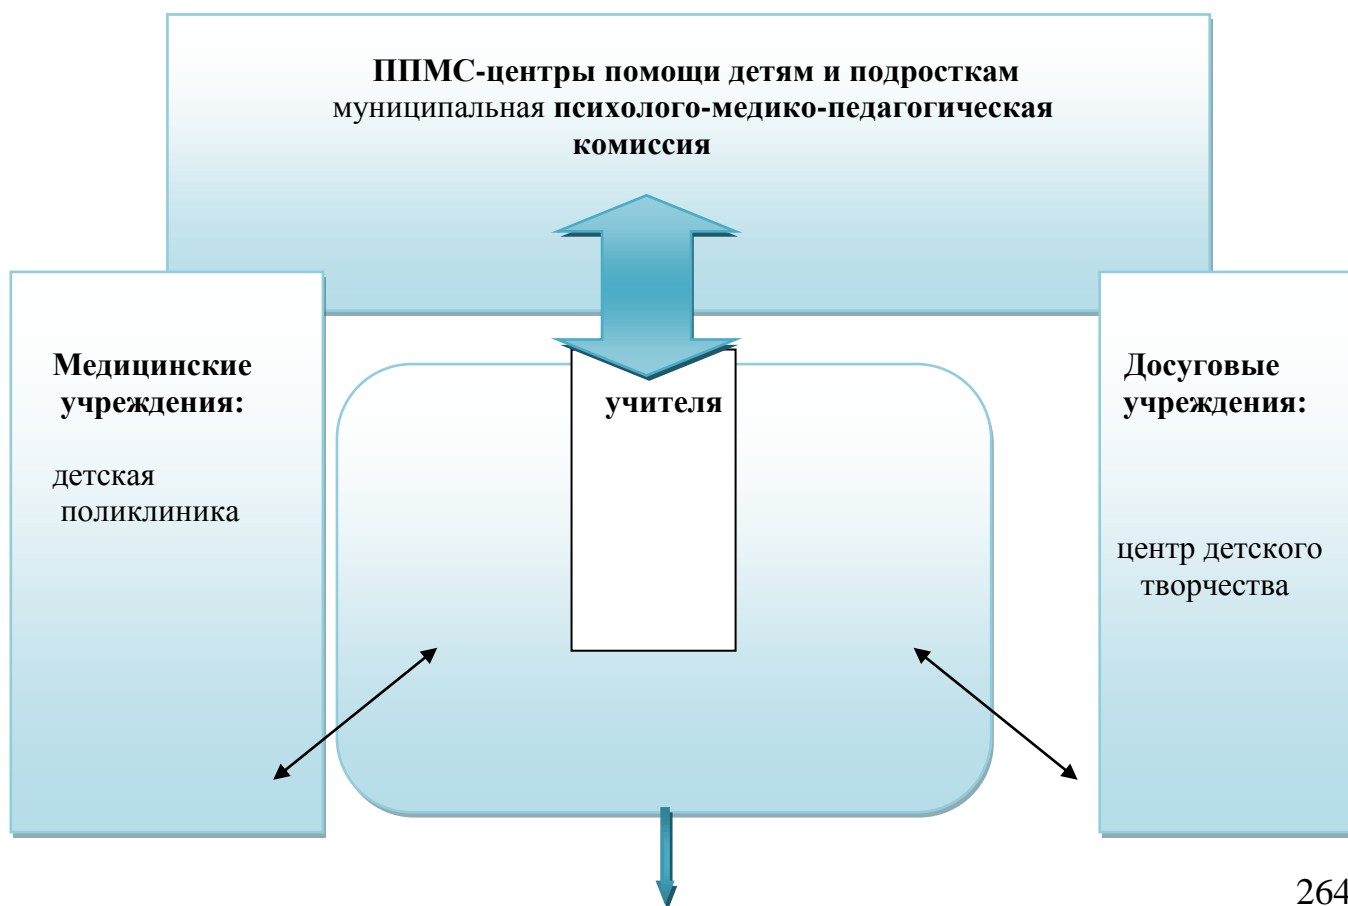 ППМС-центры помощи детям и подросткам
муниципальная психолого-медико-педагогическая
комиссия
Медицинские
учреждения:
детская
поликлиника
учителя
Досуговые
учреждения:
центр детского
творчества
264